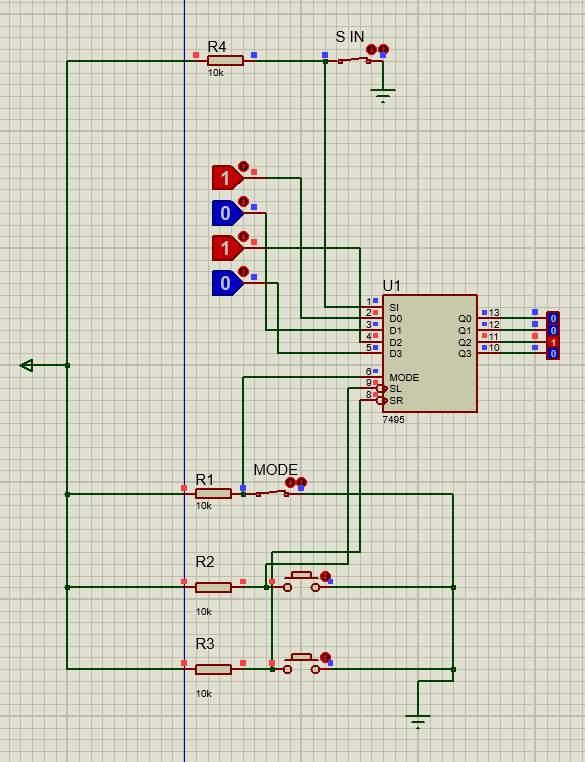 S IN
R4
10k
1
0
1
0
U1
1 SI
2 D0 Q0 13 0
3 D1 Q1 12 0
4 D2 Q2 11 1
5 D3 Q3 10 0
6 MODE
9 SL
8 SR
7495
R1 MODE
10k
R2
10k
R3
10k